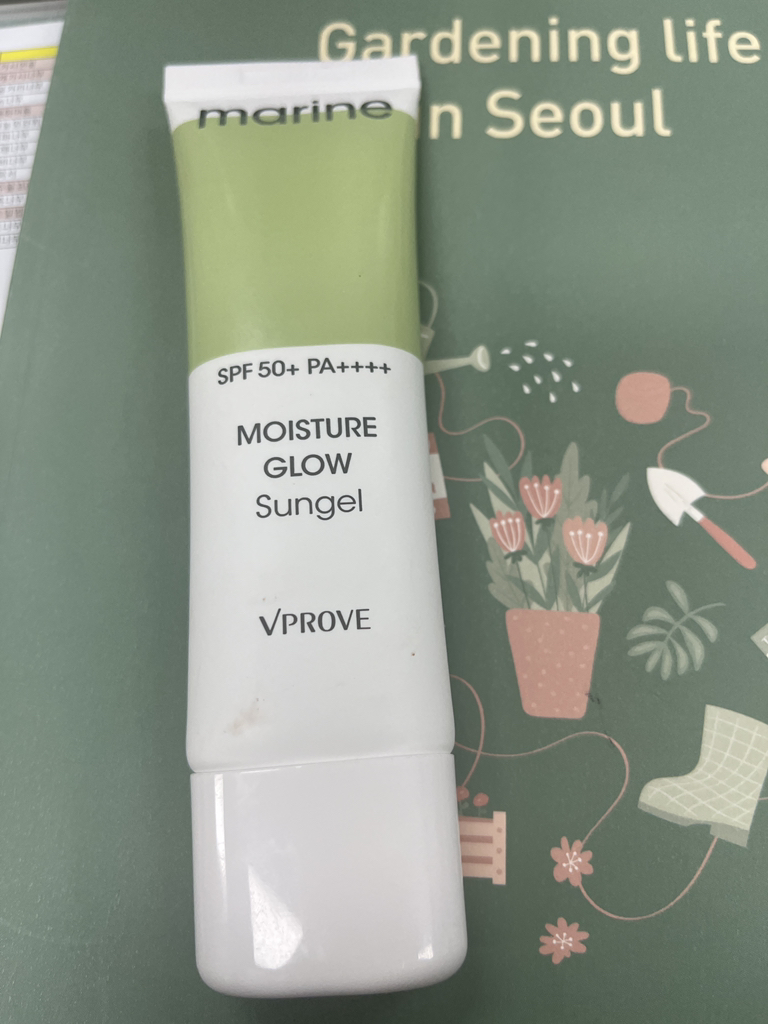 Gardening life
n Seoul
marine
SPF 50+ PA++++
MOISTURE
GLOW
Sungel
VPROVE